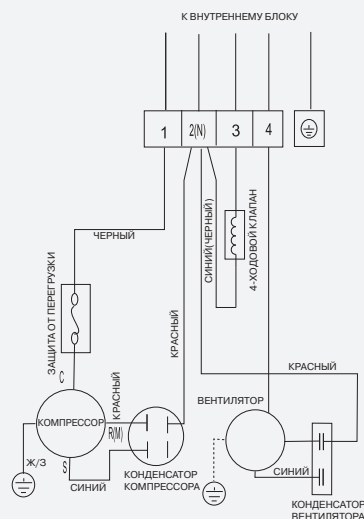 К ВНУТРЕННЕМУ БЛОКУ
1
2(N)
3
4
ЧЕРНЫЙ
СИНИЙ(ЧЕРНЫЙ)
4-ХОДОВОЙ КЛАПАН
ЗАЩИТА ОТ ПЕРЕГРУЗКИ
КРАСНЫЙ
КРАСНЫЙ
C
КРАСНЫЙ
ВЕНТИЛЯТОР
КОМПРЕССОР
R(M)
Ж/З
S
СИНИЙ
КОНДЕНСАТОР
КОМПРЕССОРА
СИНИЙ
КОНДЕНСАТОР
ВЕНТИЛЯТОРА